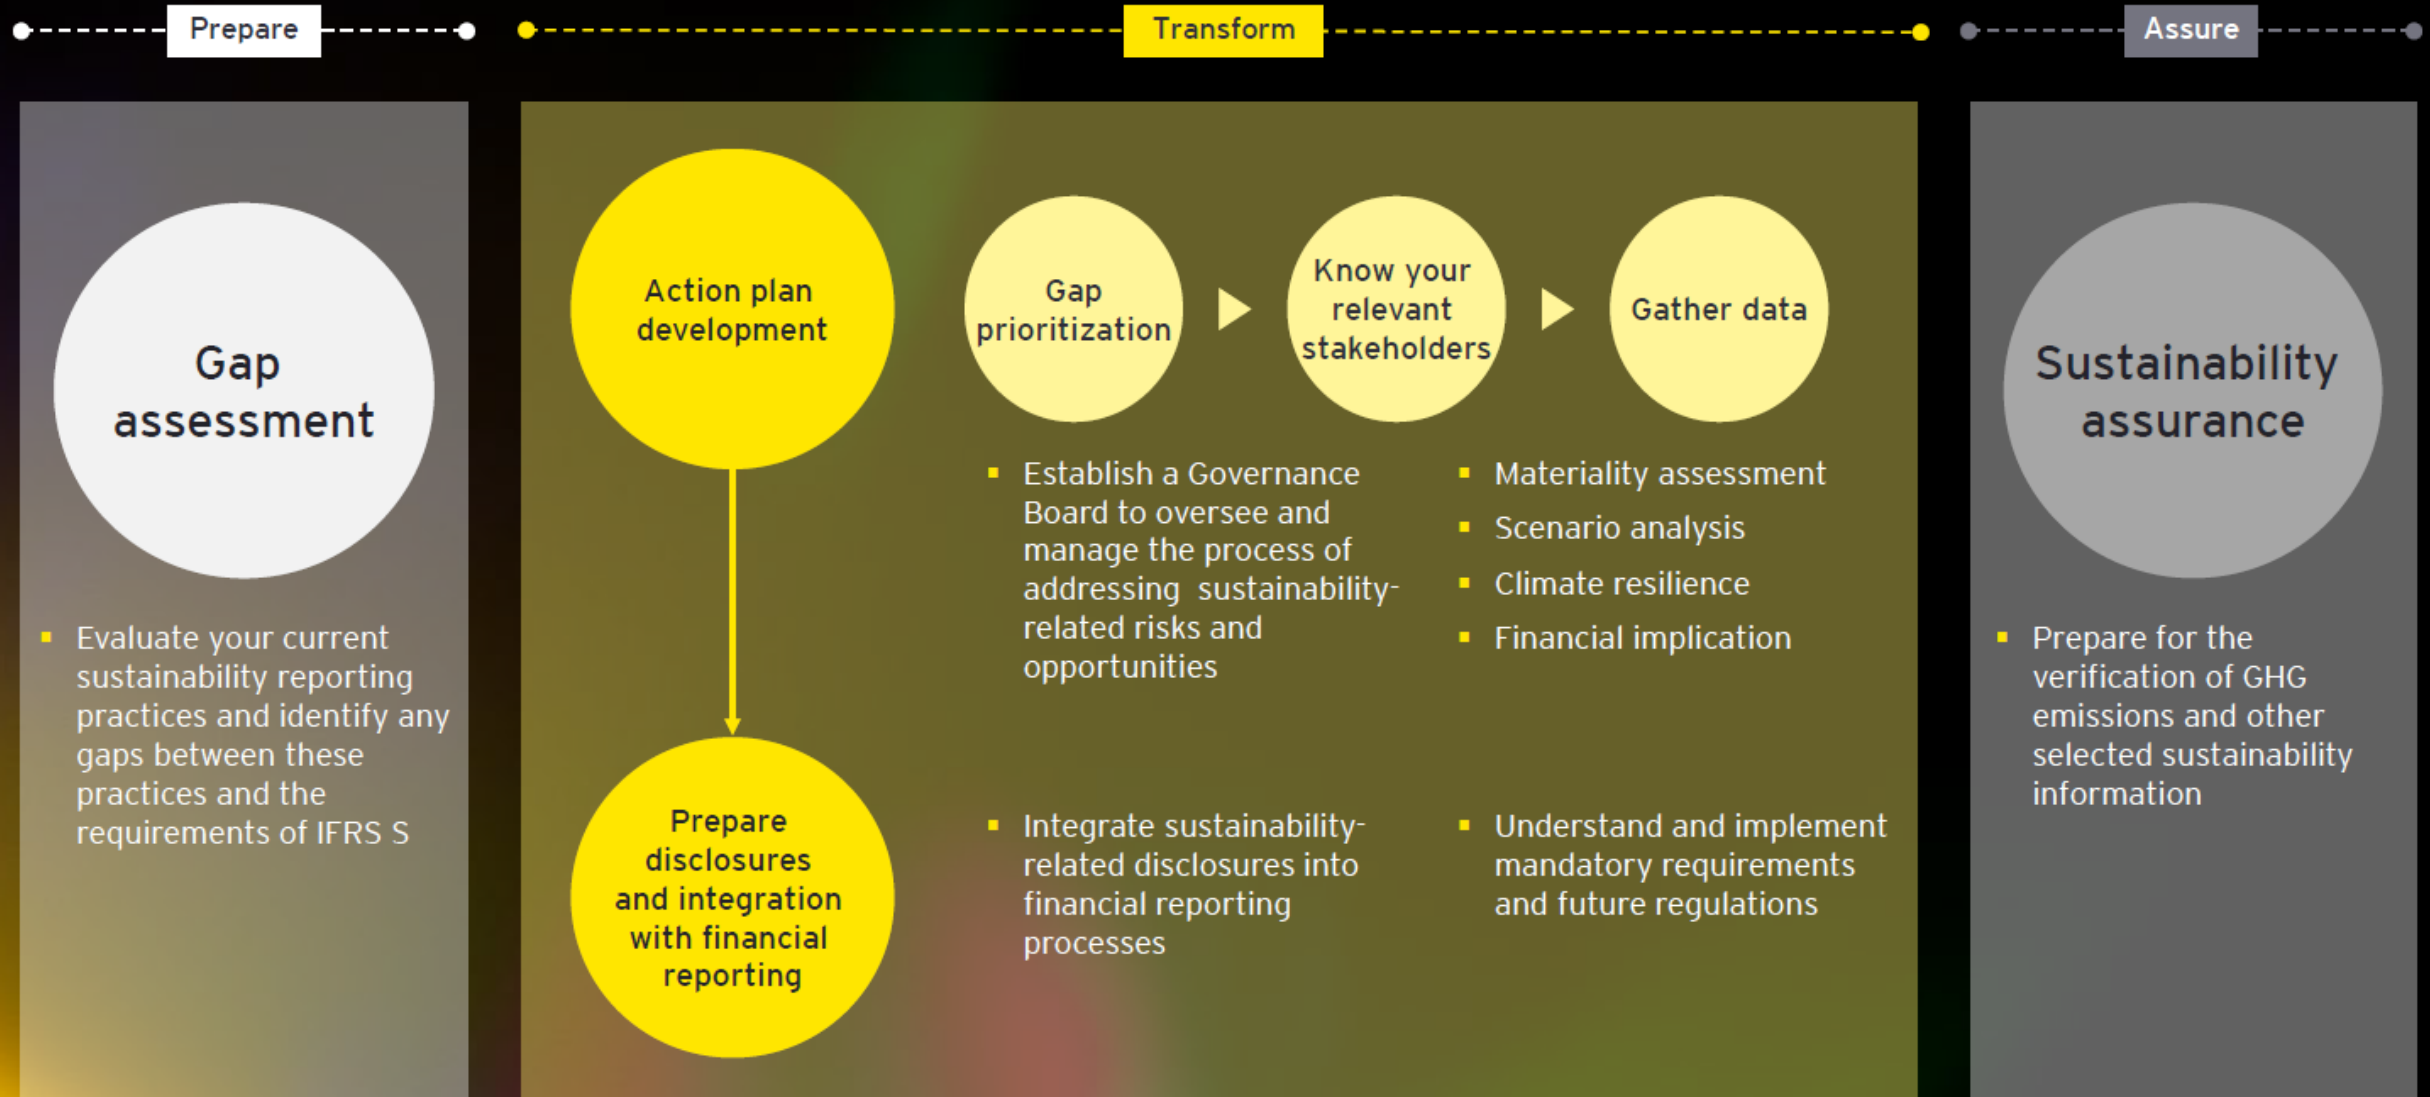 Prepare
Transform
Assure
Gap
assessment
Evaluate your current
sustainability reporting
practices and identify any
gaps between these
practices and the
requirements of IFRS S
Action plan
development
Gap
prioritization
Know your
relevant
stakeholders
Gather data
Establish a Governance
Board to oversee and
manage the process of
addressing sustainability-
related risks and
opportunities
Materiality assessment
Scenario analysis
Climate resilience
Financial implication
Prepare
disclosures
and integration
with financial
reporting
Integrate sustainability-
related disclosures into
financial reporting
processes
Understand and implement
mandatory requirements
and future regulations
Sustainability
assurance
Prepare for the
verification of GHG
emissions and other
selected sustainability
information